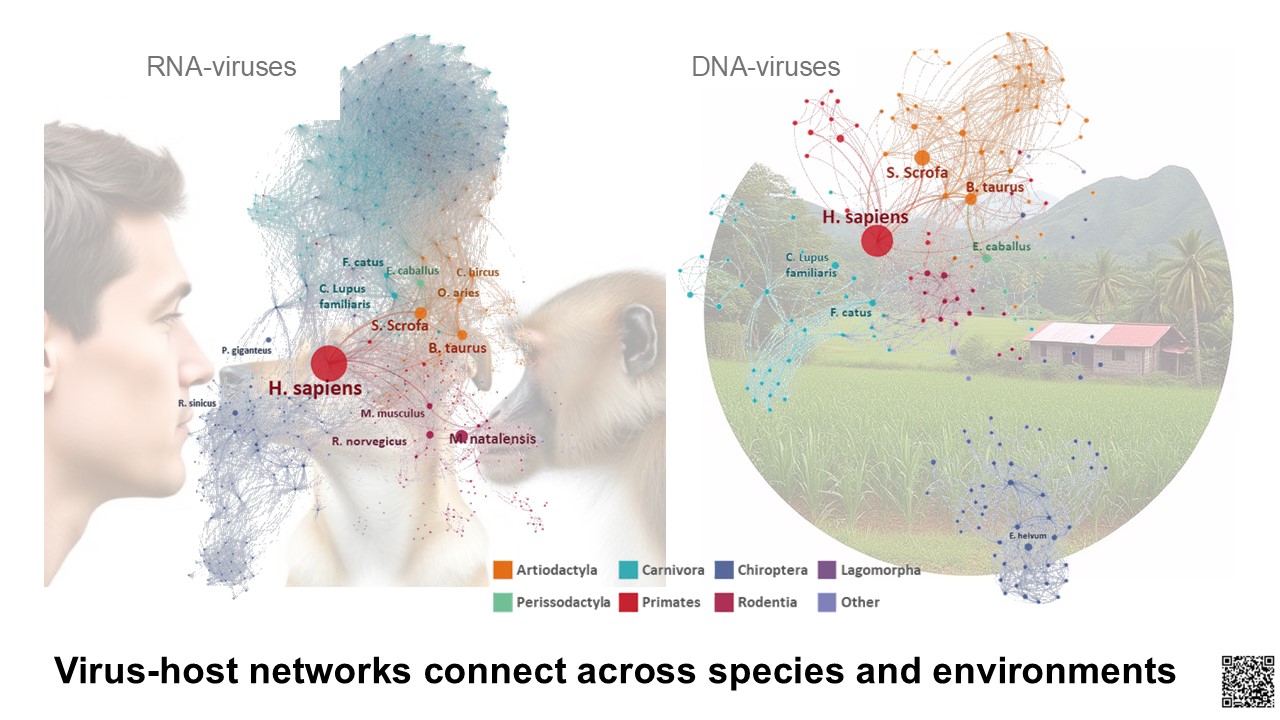 RNA-viruses
DNA-viruses
F. catus
E. caballus
C. hircus
C. Lupus
familiaris
O. aries
S. Scrofa
B. taurus
P. giganteus
H. sapiens
R. sinicus
M. musculus
R. norvegicus
M. natalensis
S. Scrofa
B. taurus
H. sapiens
E. caballus
C. Lupus
familiaris
F. catus
E. helvum
Artiodactyla
Carnivora
Chiroptera
Lagomorpha
Perissodactyla
Primates
Rodentia
Other
Virus-host networks connect across species and environments